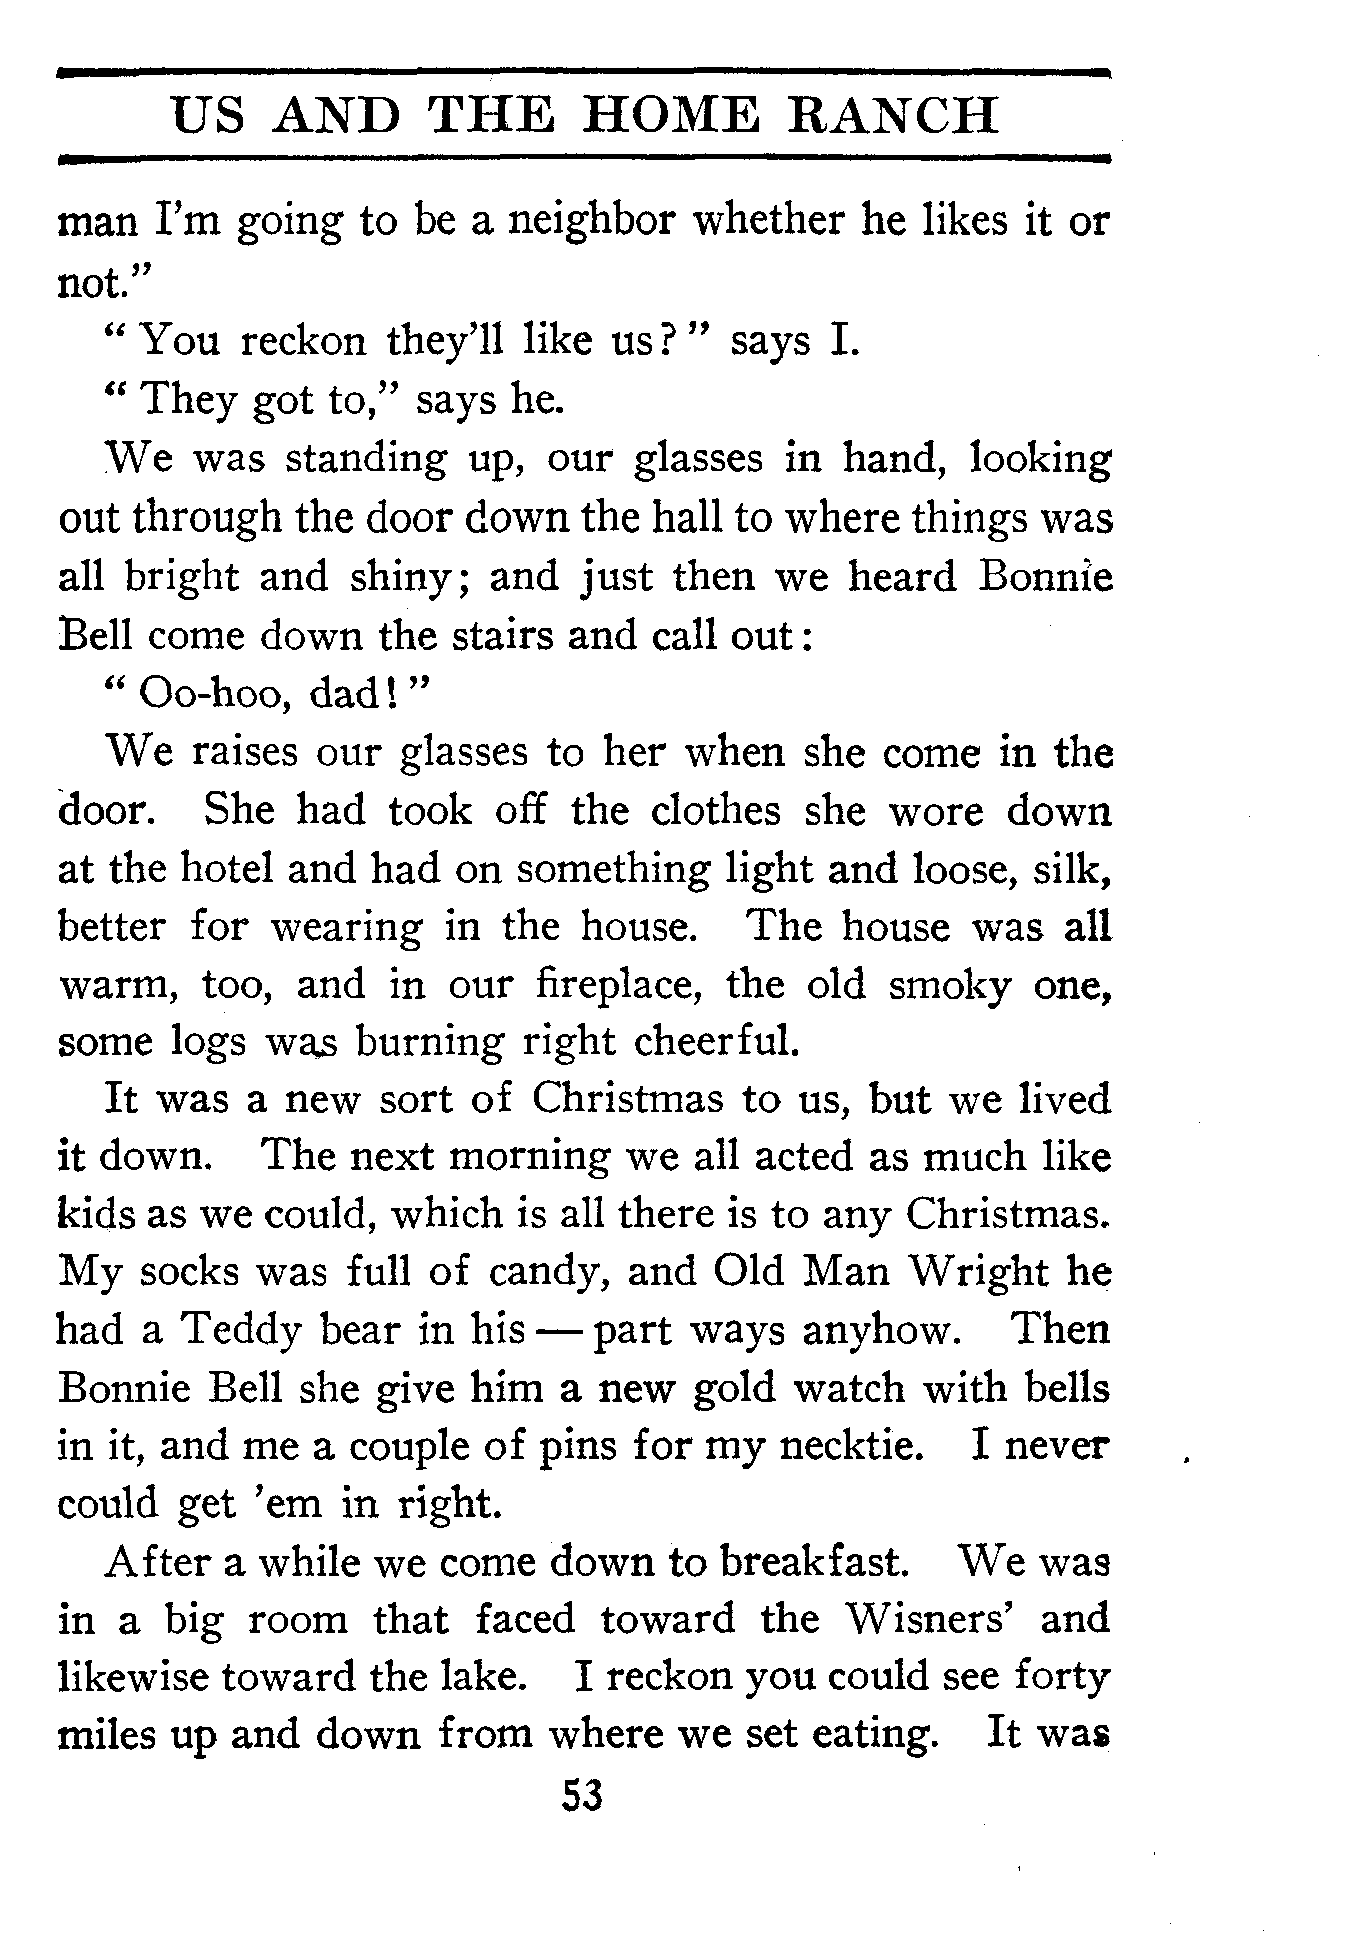 US AND THE HOME RANCH
man I'm going to be a neighbor whether he likes it or
not."
" You reckon they'll like us? " says I.
" They got to," says he.
We was standing up, our glasses in hand, looking
out through the door down the hall to where things was
all bright and shiny; and just then we heard Bonnie
Bell come down the stairs and call out:
" Oo-hoo, dad! "
We raises our glasses to her when she come in the
door. She had took off the clothes she wore down
at the hotel and had on something light and loose, silk,
better for wearing in the house. The house was all
warm, too, and in our fireplace, the old smoky one,
some logs was burning right cheerful.
It was a new sort of Christmas to us, but we lived
it down. The next morning we all acted as much like
kids as we could, which is all there is to any Christmas.
My socks was full of candy, and Old Man Wright he
had a Teddy bear in his — part ways anyhow. Then
Bonnie Bell she give him a new gold watch with bells
in it, and me a couple of pins for my necktie. I never
could get 'em in right.
After a while we come down to breakfast. We was
in a big room that faced toward the Wisners' and
likewise toward the lake. I reckon you could see forty
miles up and down from where we set eating. It was
53